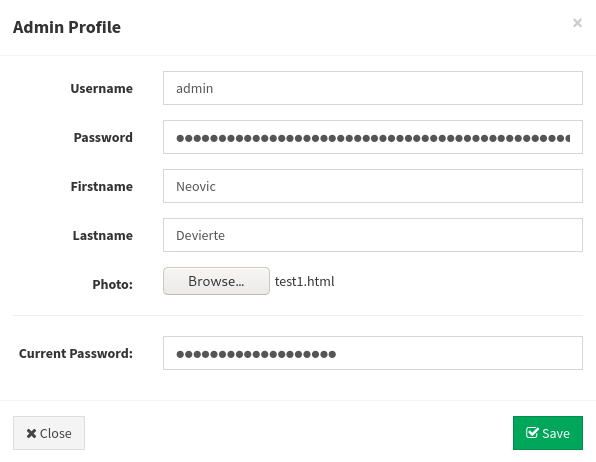 Admin Profile ×
Username admin
Password ●●●●●●●●●●●●●●●●●●●●●●●●●●●●●●●●●●●●●●●●●●●●●●●
Firstname Neovic
Lastname Devierte
Photo: Browse... test1.html
Current Password: ●●●●●●●●●●●●●●●●●●●
✖ Close Save